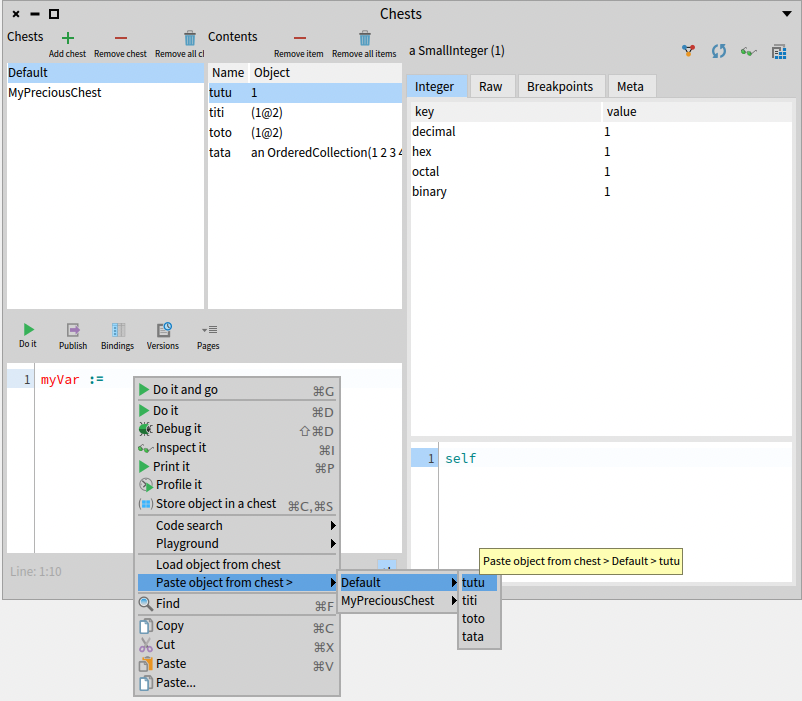 Chests
Chests
Add chest
Remove chest
Remove all cl
Contents
Remove item
Remove all items
a SmallInteger (1)
Default
MyPreciousChest
Name Object
tutu 1
titi (1@2)
toto (1@2)
tata an OrderedCollection(1 2 3 4
Integer Raw Breakpoints Meta
key value
decimal 1
hex 1
octal 1
binary 1
Do it Publish Bindings Versions Pages
1 myVar :=
Line: 1:10
1 self
Do it and go ⌘G
Do it ⌘D
Debug it ⇧⌘D
Inspect it ⌘I
Print it ⌘P
Profile it
Store object in a chest ⌘C,⌘S
Code search
Playground
Load object from chest
Paste object from chest >
Find ⌘F
Copy ⌘C
Cut ⌘X
Paste ⌘V
Paste...
Default
MyPreciousChest
tutu
titi
toto
tata
Paste object from chest > Default > tutu